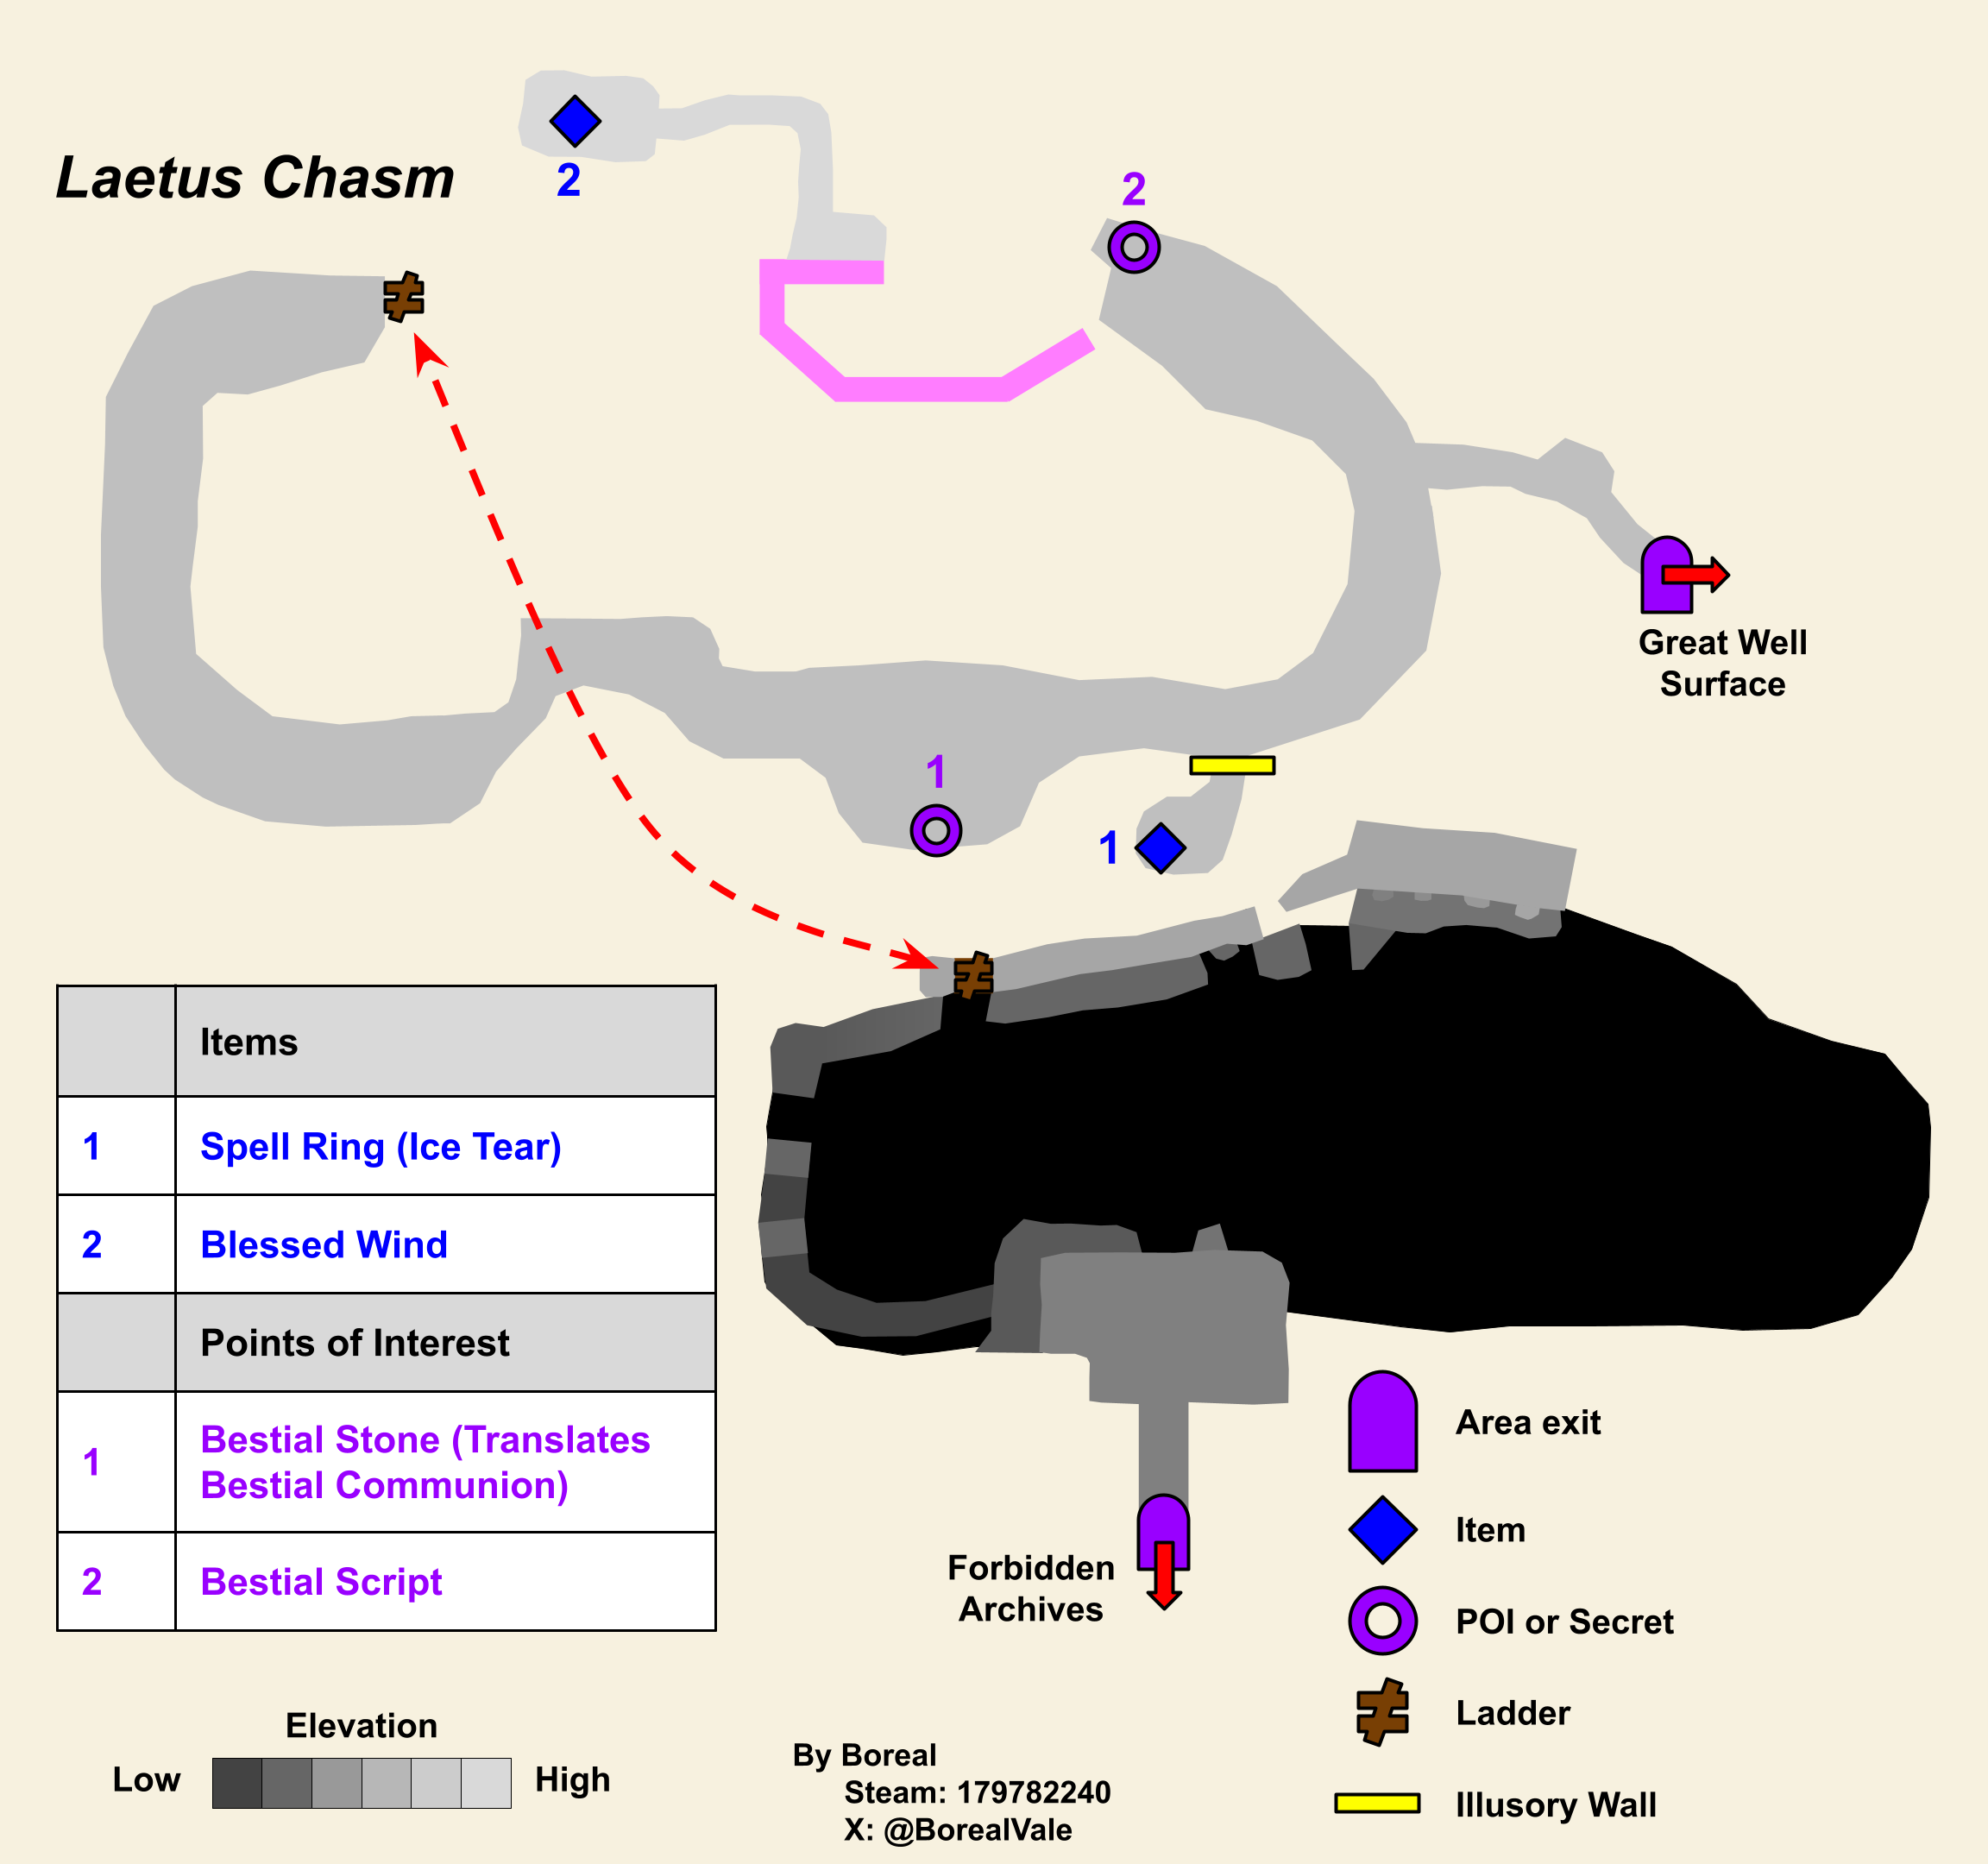 Laetus Chasm
2
2
Great Well
Surface
1
1
Items
1 Spell Ring (Ice Tear)
2 Blessed Wind
Points of Interest
1 Bestial Stone (Translates
Bestial Communion)
2 Bestial Script
Forbidden
Archives
Area exit
Item
POI or Secret
Ladder
Illusory Wall
Elevation
Low High
By Boreal
Steam: 179782240
X: @BorealVale